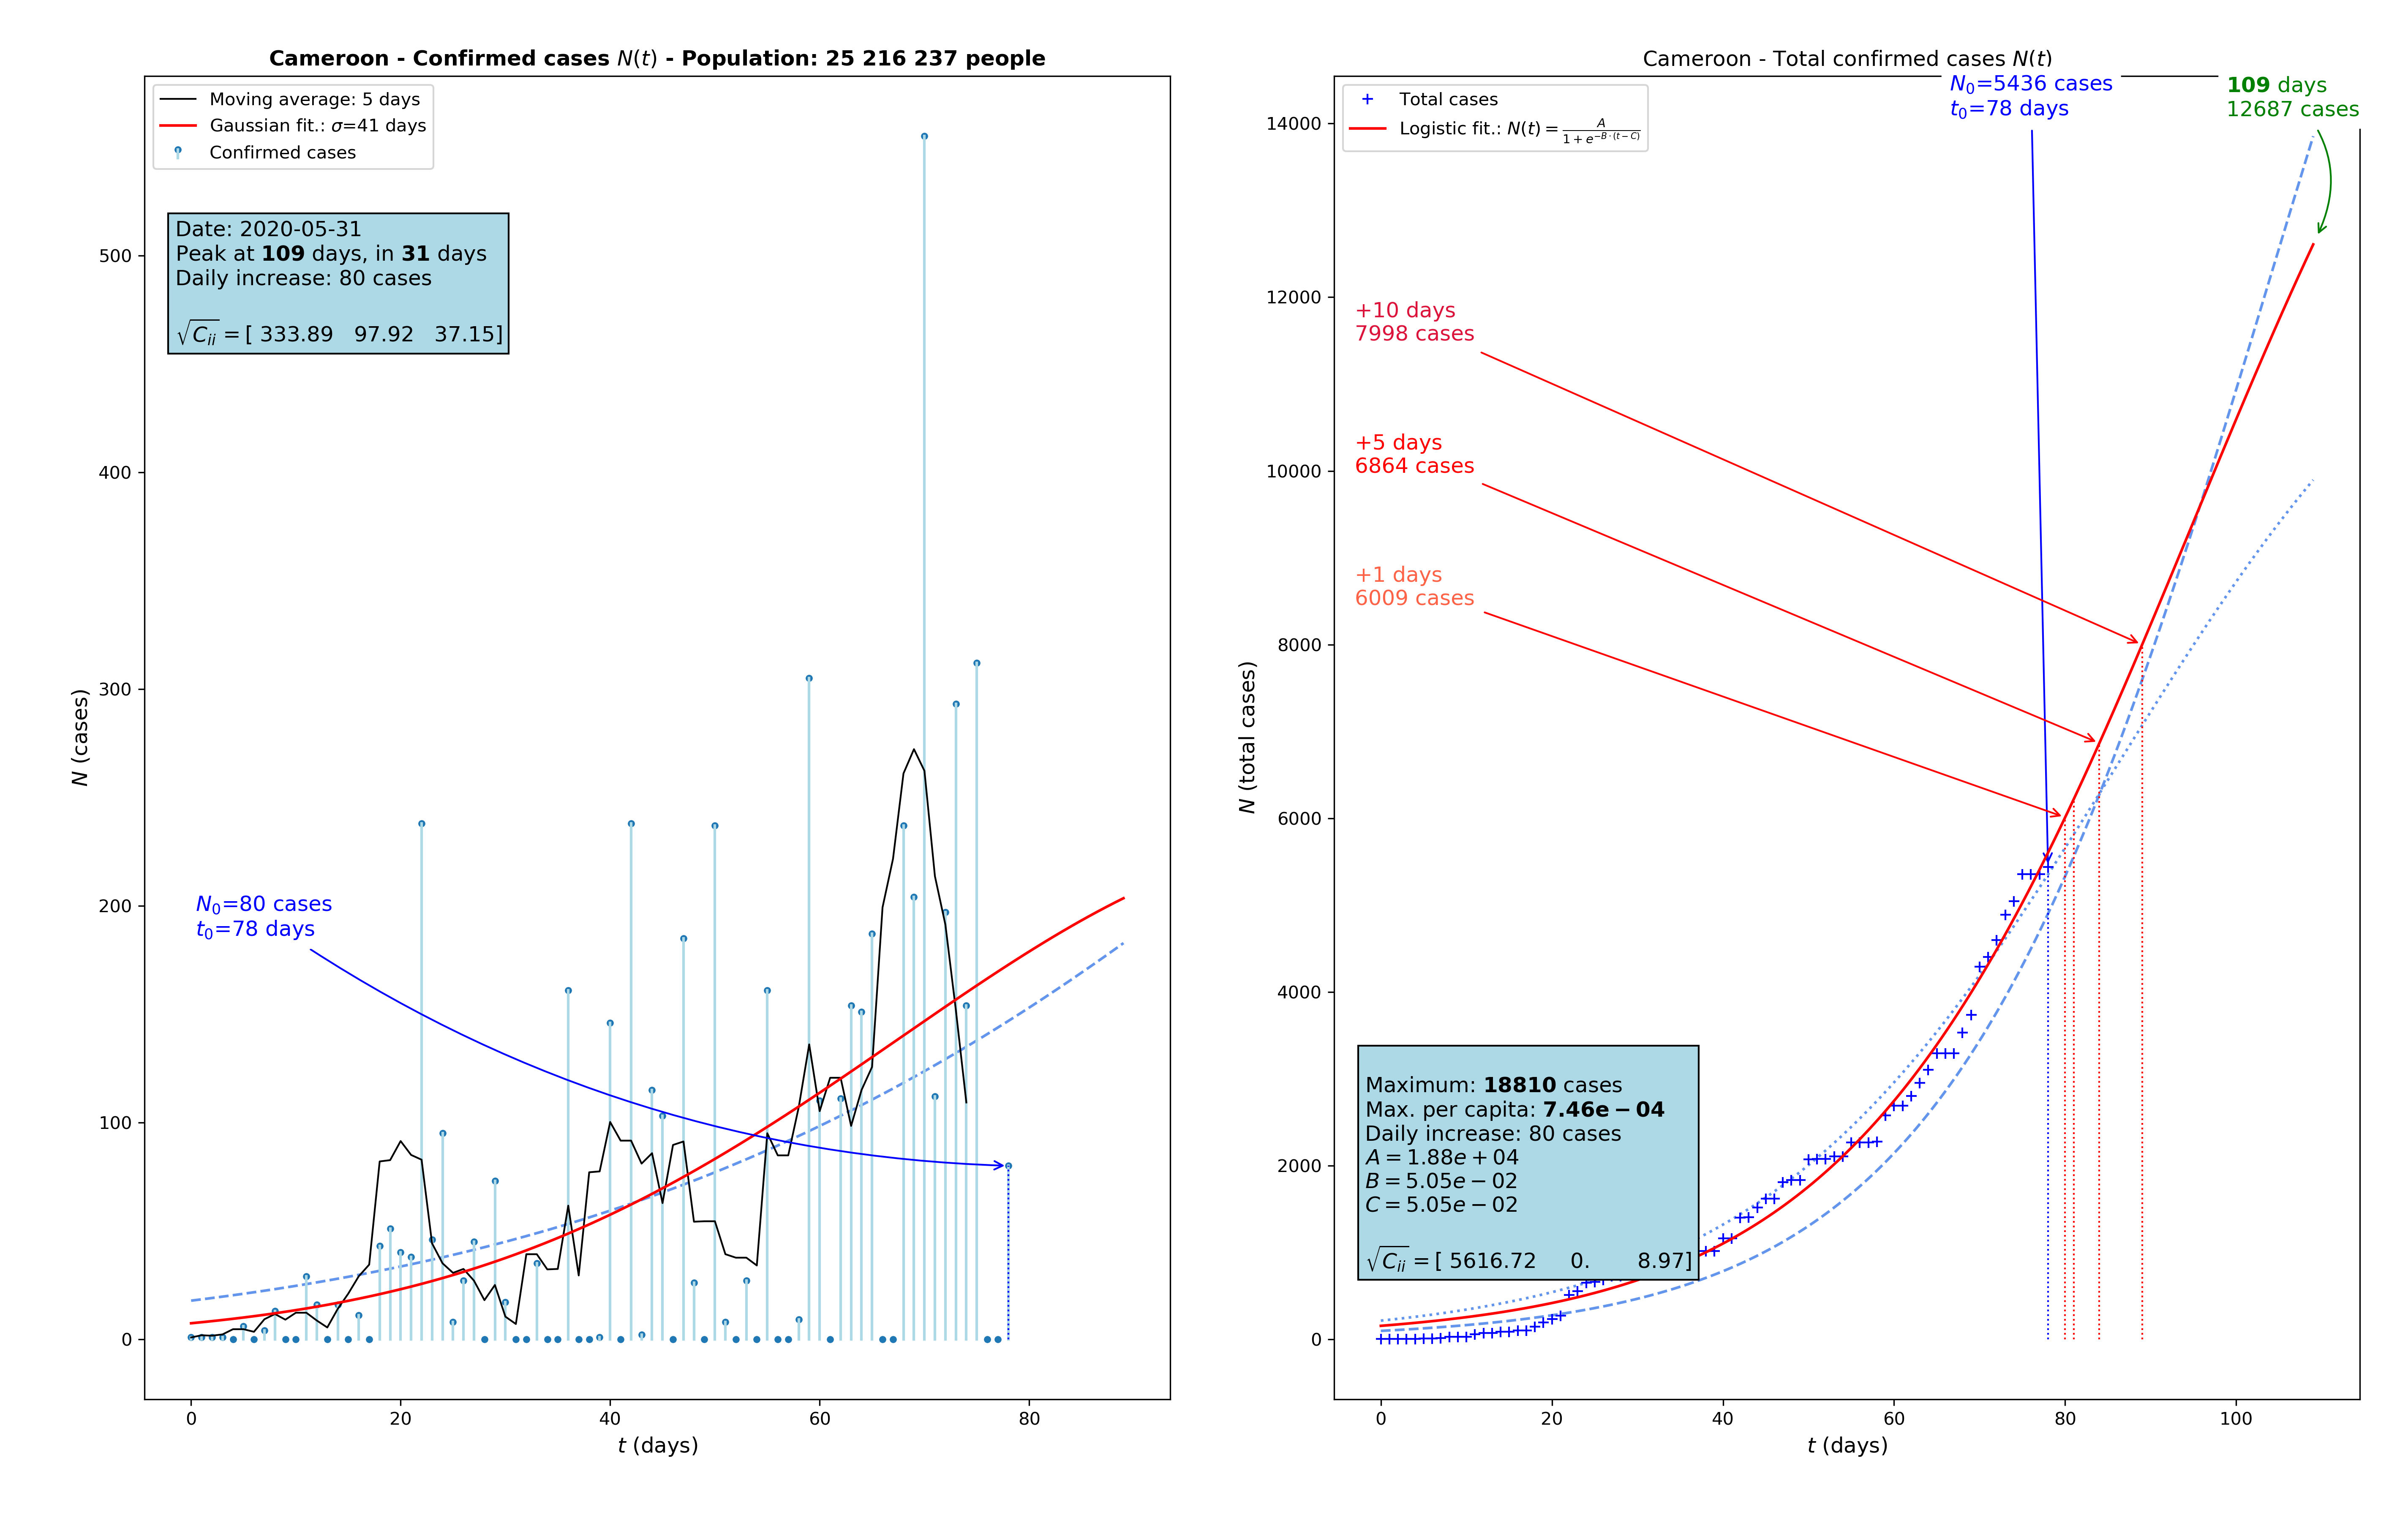 Cameroon - Confirmed cases N(t) - Population: 25 216 237 people
Moving average: 5 days
Gaussian fit.: σ=41 days
Confirmed cases
Date: 2020-05-31
Peak at 109 days, in 31 days
Daily increase: 80 cases
√C_ii = [ 333.89 97.92 37.15]
N_0=80 cases
t_0=78 days
500
400
300
200
100
0
N (cases)
0 20 40 60 80
t (days)
Cameroon - Total confirmed cases N(t)
Total cases
Logistic fit.: N(t) = A / (1 + e^{−B·(t−C)})
N_0=5436 cases
t_0=78 days
109 days
12687 cases
+10 days
7998 cases
+5 days
6864 cases
+1 days
6009 cases
Maximum: 18810 cases
Max. per capita: 7.46e − 04
Daily increase: 80 cases
A = 1.88e + 04
B = 5.05e − 02
C = 5.05e − 02
√C_ii = [ 5616.72 0. 8.97]
14000
12000
10000
8000
6000
4000
2000
0
N (total cases)
0 20 40 60 80 100
t (days)